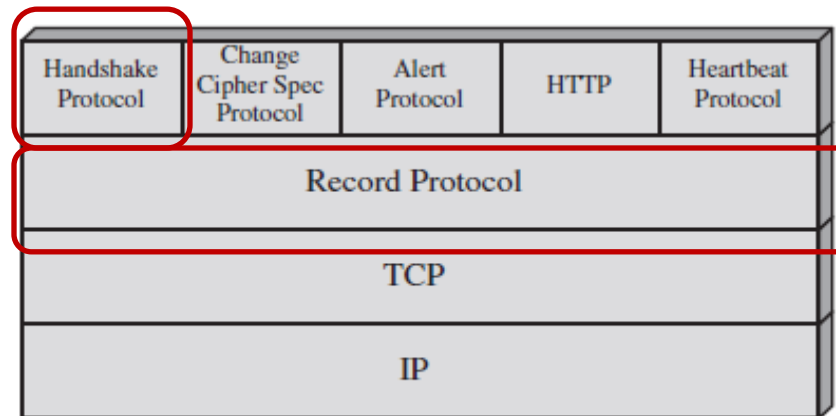 Handshake
Protocol
Change
Cipher Spec
Protocol
Alert
Protocol
HTTP
Heartbeat
Protocol
Record Protocol
TCP
IP